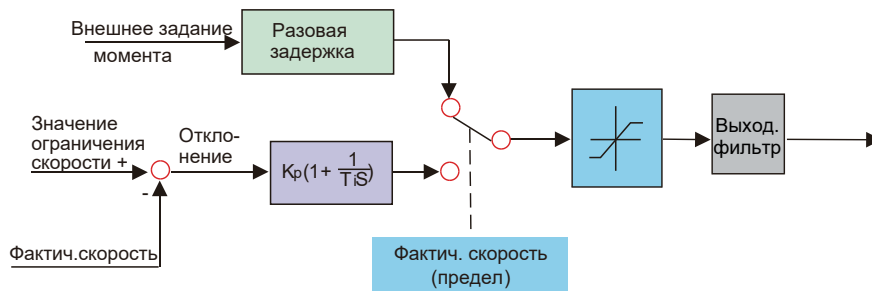 Внешнее задание
момента
Разовая
задержка
Значение
ограничения
скорости +
Откло-
нение
-
Kp(1+ 1/TiS)
Выход.
фильтр
Фактич.скорость
Фактич. скорость
(предел)